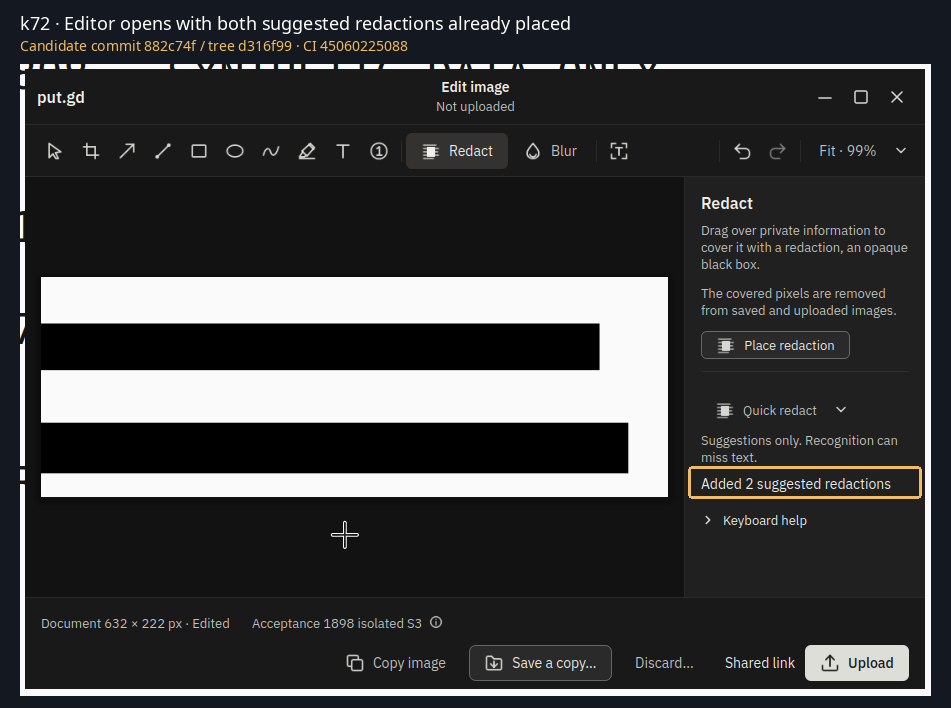 k72 · Editor opens with both suggested redactions already placed
Candidate commit 882c74f / tree d316f99 · CI 45060225088
put.gd
Edit image
Not uploaded
Redact
Blur
Fit · 99%
Redact
Drag over private information to
cover it with a redaction, an opaque
black box.
The covered pixels are removed
from saved and uploaded images.
Place redaction
Quick redact
Suggestions only. Recognition can
miss text.
Added 2 suggested redactions
Keyboard help
Document 632 × 222 px · Edited
Acceptance 1898 isolated S3
Copy image
Save a copy...
Discard...
Shared link
Upload